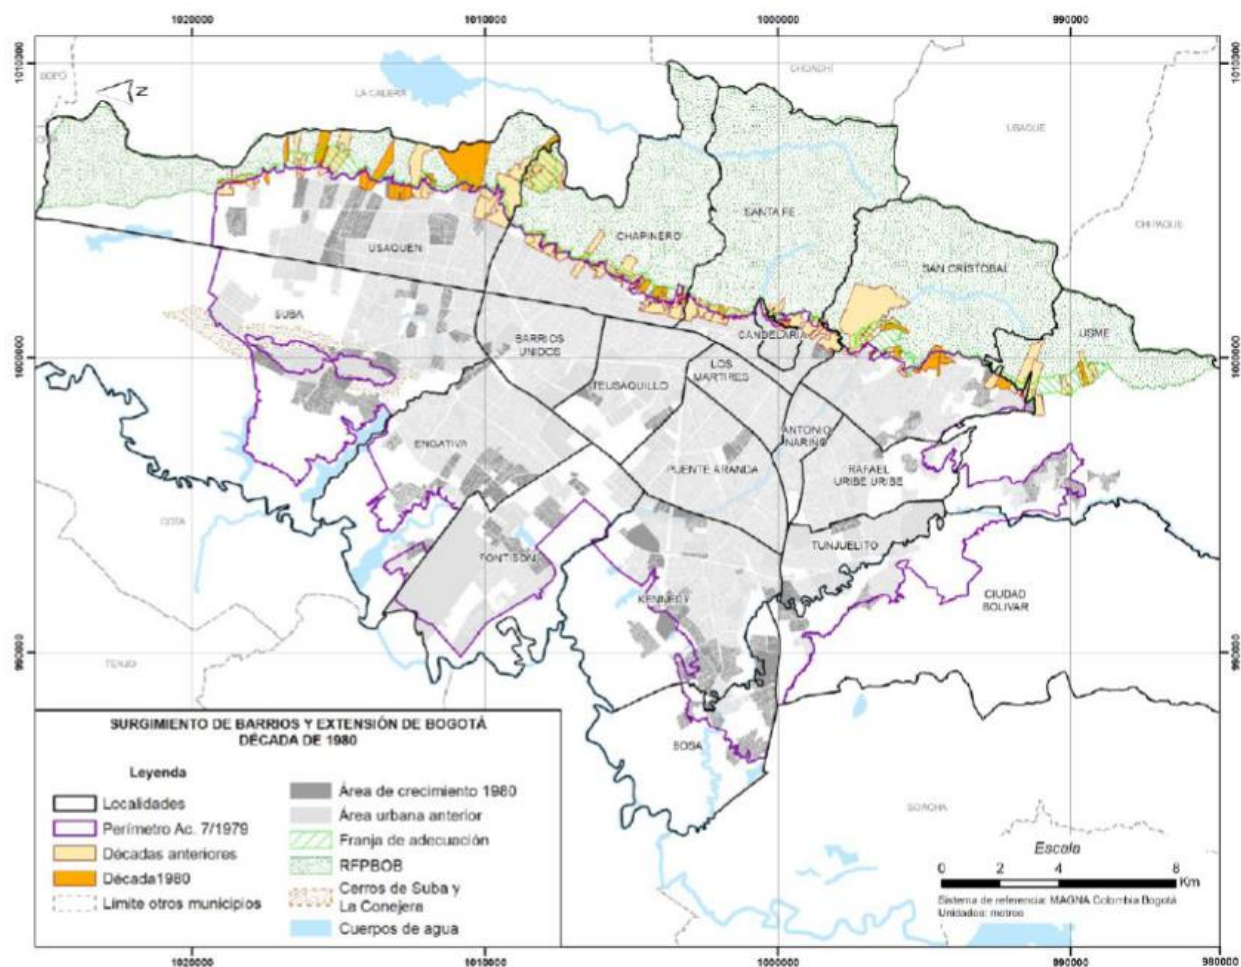 1020000
1010000
1000000
990000
1010000
1010000
SOPÓ
N
LA CALERA
CHOACHI
UBAQUE
CHIPAQUE
SANTA FE
CHAPINERO
USAQUEN
SAN CRISTOBAL
SUBA
USME
CANDELARIA
BARRIOS
UNIDOS
1000000
1000000
LOS
MARTIRES
TEUSAQUILLO
ANTONIO
NARIÑO
ENGATIVA
PUENTE ARANDA
RAFAEL
URIBE URIBE
COTA
TUNJUELITO
FONTIBON
CIUDAD
BOLIVAR
KENNEDY
990000
990000
TENJO
BOSA
SOACHA
SURGIMIENTO DE BARRIOS Y EXTENSIÓN DE BOGOTÁ
DÉCADA DE 1980
Leyenda
Localidades
Perímetro Ac. 7/1979
Décadas anteriores
Década1980
Límite otros municipios
Área de crecimiento 1980
Área urbana anterior
Franja de adecuación
RFPBOB
Cerros de Suba y
La Conejera
Cuerpos de agua
Escala
0 2 4 8
Km
Sistema de referencia: MAGNA Colombia Bogotá
Unidades: metros
1020000
1010000
1000000
990000
980000